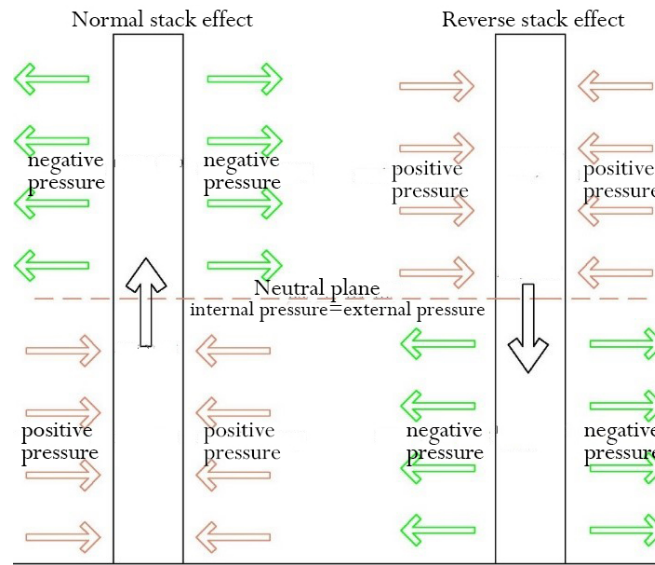 Normal stack effect
Reverse stack effect
negative
pressure
negative
pressure
positive
pressure
positive
pressure
Neutral plane
internal pressure=external pressure
positive
pressure
positive
pressure
negative
pressure
negative
pressure